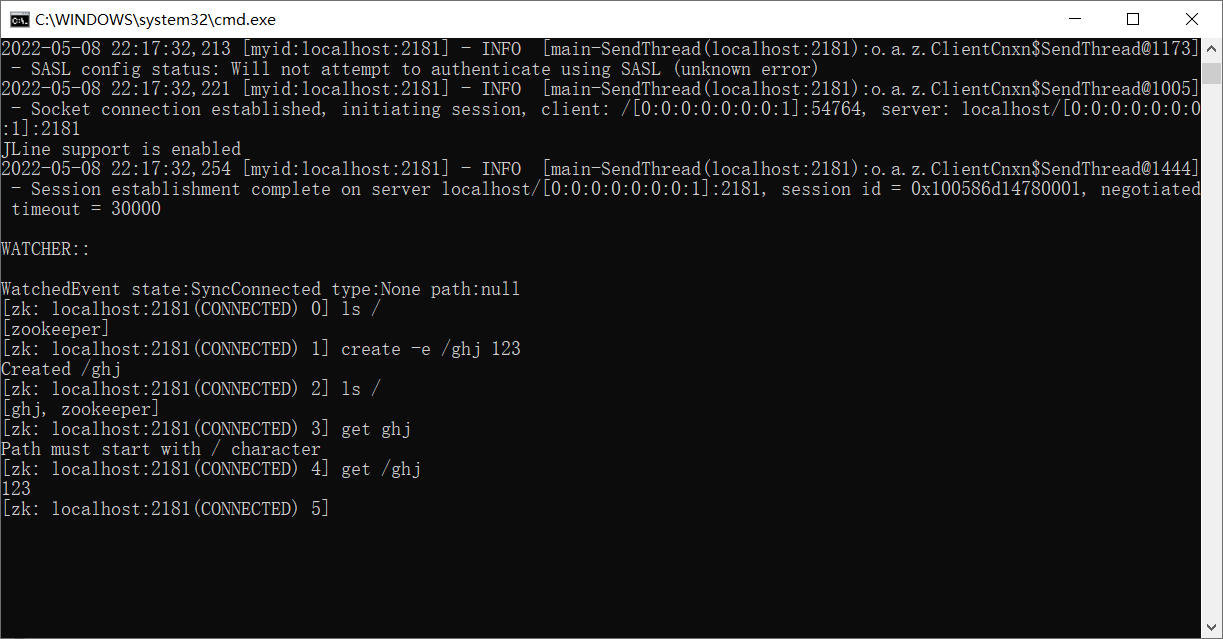 C:\WINDOWS\system32\cmd.exe
2022-05-08 22:17:32,213 [myid:localhost:2181] - INFO  [main-SendThread(localhost:2181):o.a.z.ClientCnxn$SendThread@1173]
 - SASL config status: Will not attempt to authenticate using SASL (unknown error)
2022-05-08 22:17:32,221 [myid:localhost:2181] - INFO  [main-SendThread(localhost:2181):o.a.z.ClientCnxn$SendThread@1005]
 - Socket connection established, initiating session, client: /[0:0:0:0:0:0:0:1]:54764, server: localhost/[0:0:0:0:0:0:0
:1]:2181
JLine support is enabled
2022-05-08 22:17:32,254 [myid:localhost:2181] - INFO  [main-SendThread(localhost:2181):o.a.z.ClientCnxn$SendThread@1444]
 - Session establishment complete on server localhost/[0:0:0:0:0:0:0:1]:2181, session id = 0x100586d14780001, negotiated
 timeout = 30000
WATCHER::
WatchedEvent state:SyncConnected type:None path:null
[zk: localhost:2181(CONNECTED) 0] ls /
[zookeeper]
[zk: localhost:2181(CONNECTED) 1] create -e /ghj 123
Created /ghj
[zk: localhost:2181(CONNECTED) 2] ls /
[ghj, zookeeper]
[zk: localhost:2181(CONNECTED) 3] get ghj
Path must start with / character
[zk: localhost:2181(CONNECTED) 4] get /ghj
123
[zk: localhost:2181(CONNECTED) 5]